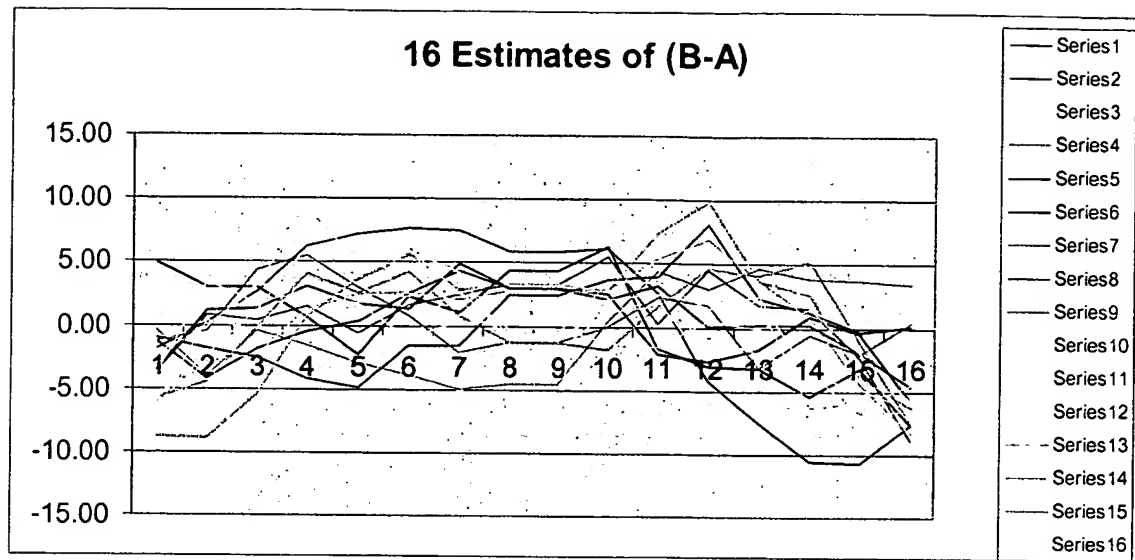 16 Estimates of (B-A)
15.00
10.00
5.00
0.00
-5.00
-10.00
-15.00
1 2 3 4 5 6 7 8 9 10 11 12 13 14 15 16
Series1
Series2
Series3
Series4
Series5
Series6
Series7
Series8
Series9
Series10
Series11
Series12
Series13
Series14
Series15
Series16